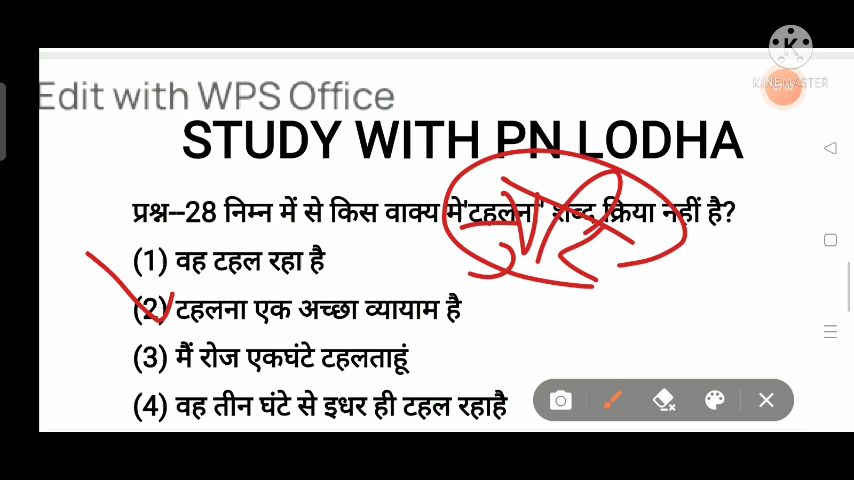 KINEMASTER
Edit with WPS Office
STUDY WITH PN LODHA
प्रश्न--28 निम्न में से किस वाक्य मे'टहलना' शब्द क्रिया नहीं है?
(1) वह टहल रहा है
(2) टहलना एक अच्छा व्यायाम है
(3) मैं रोज एकघंटे टहलताहूं
(4) वह तीन घंटे से इधर ही टहल रहाहै